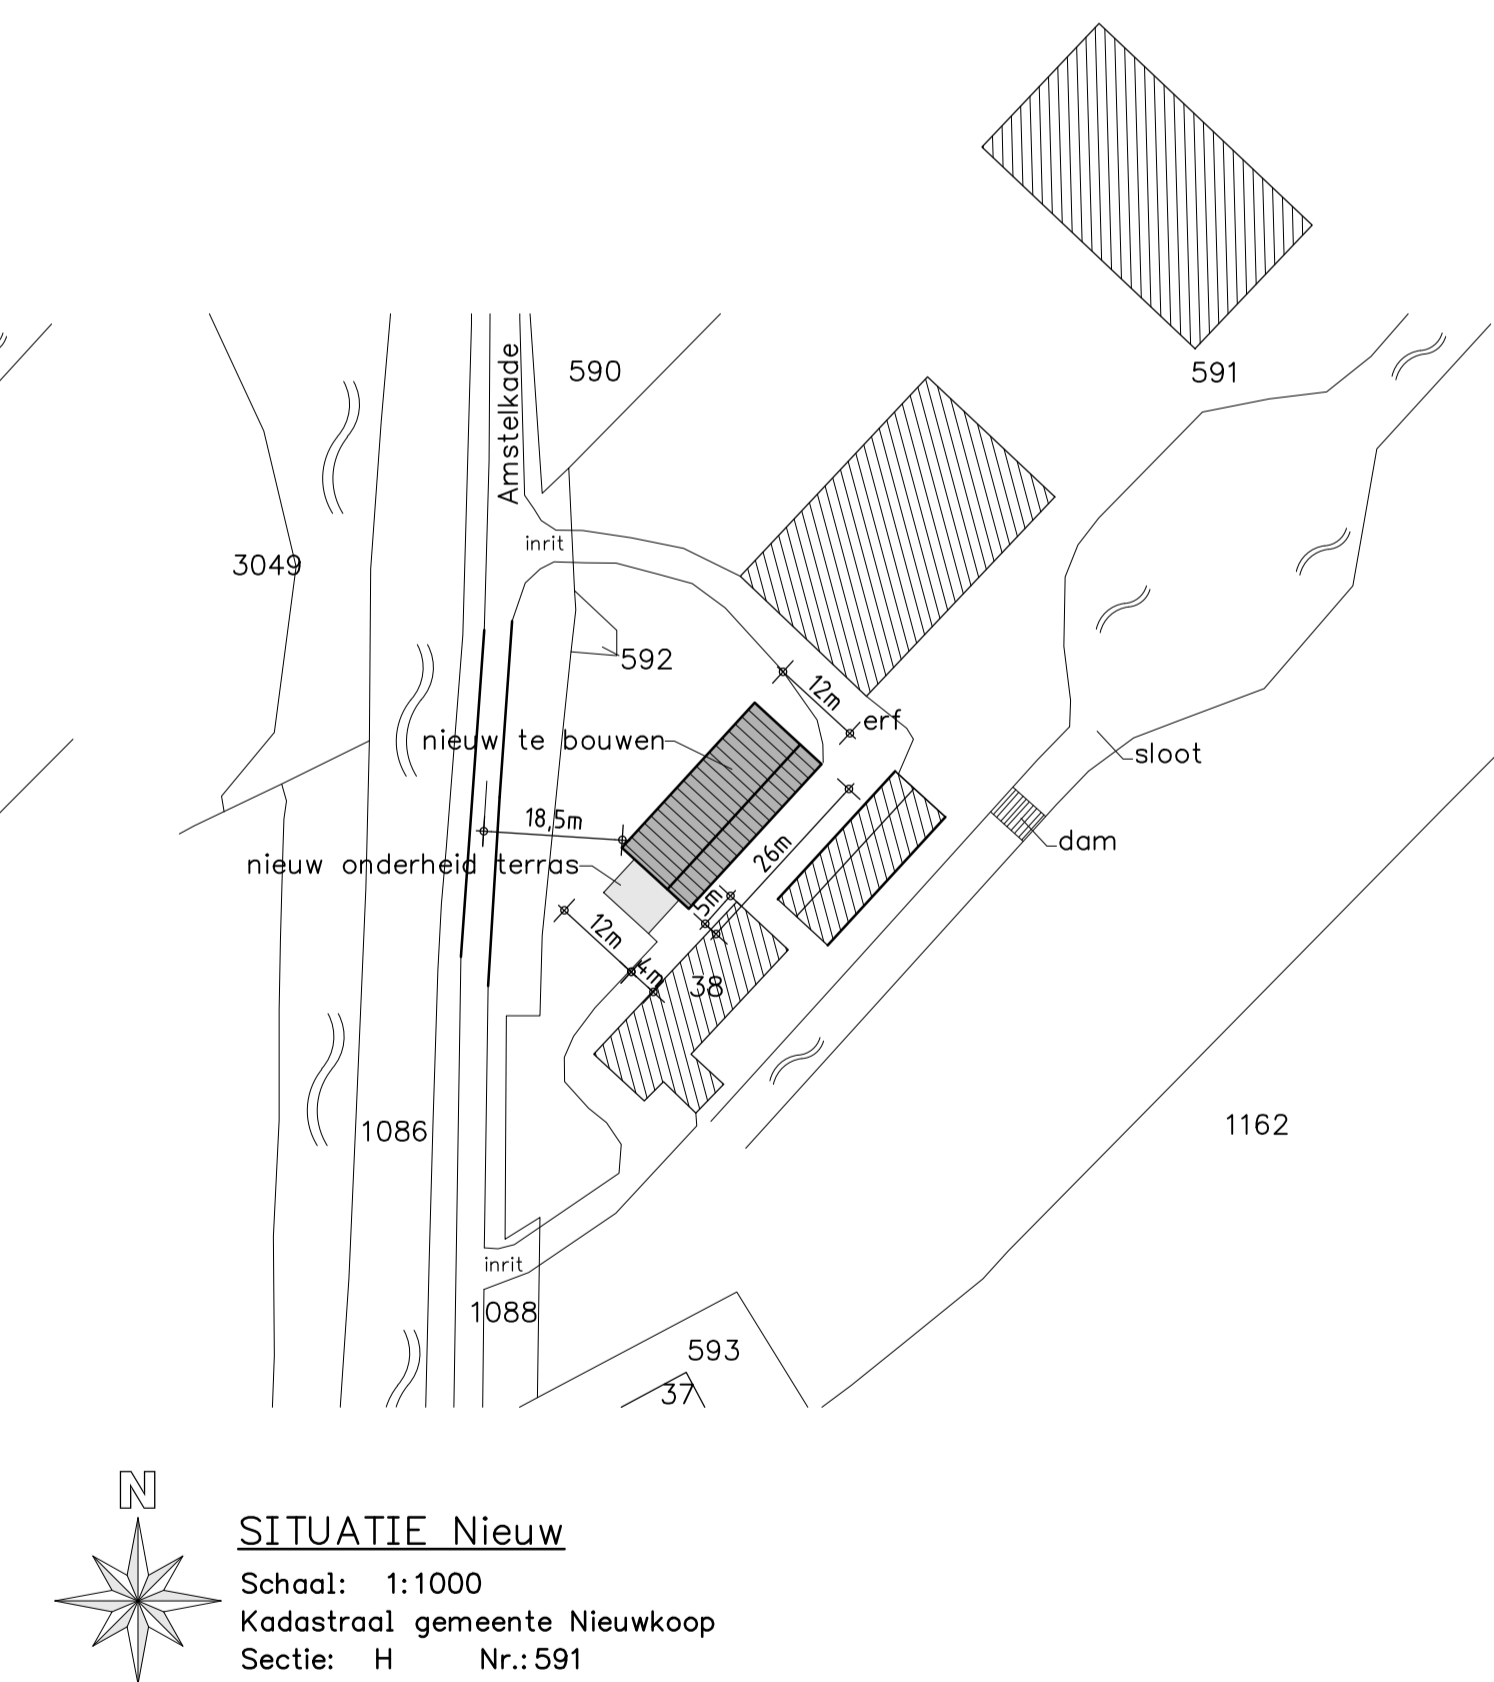 Amstelkade
590
591
inrit
3049
592
12m
erf
nieuw te bouwen
sloot
18,5m
dam
26m
nieuw onderheid terras
5m
12m
4m
38
1086
1162
inrit
1088
593
37
N
SITUATIE Nieuw
Schaal: 1:1000
Kadastraal gemeente Nieuwkoop
Sectie: H Nr.: 591